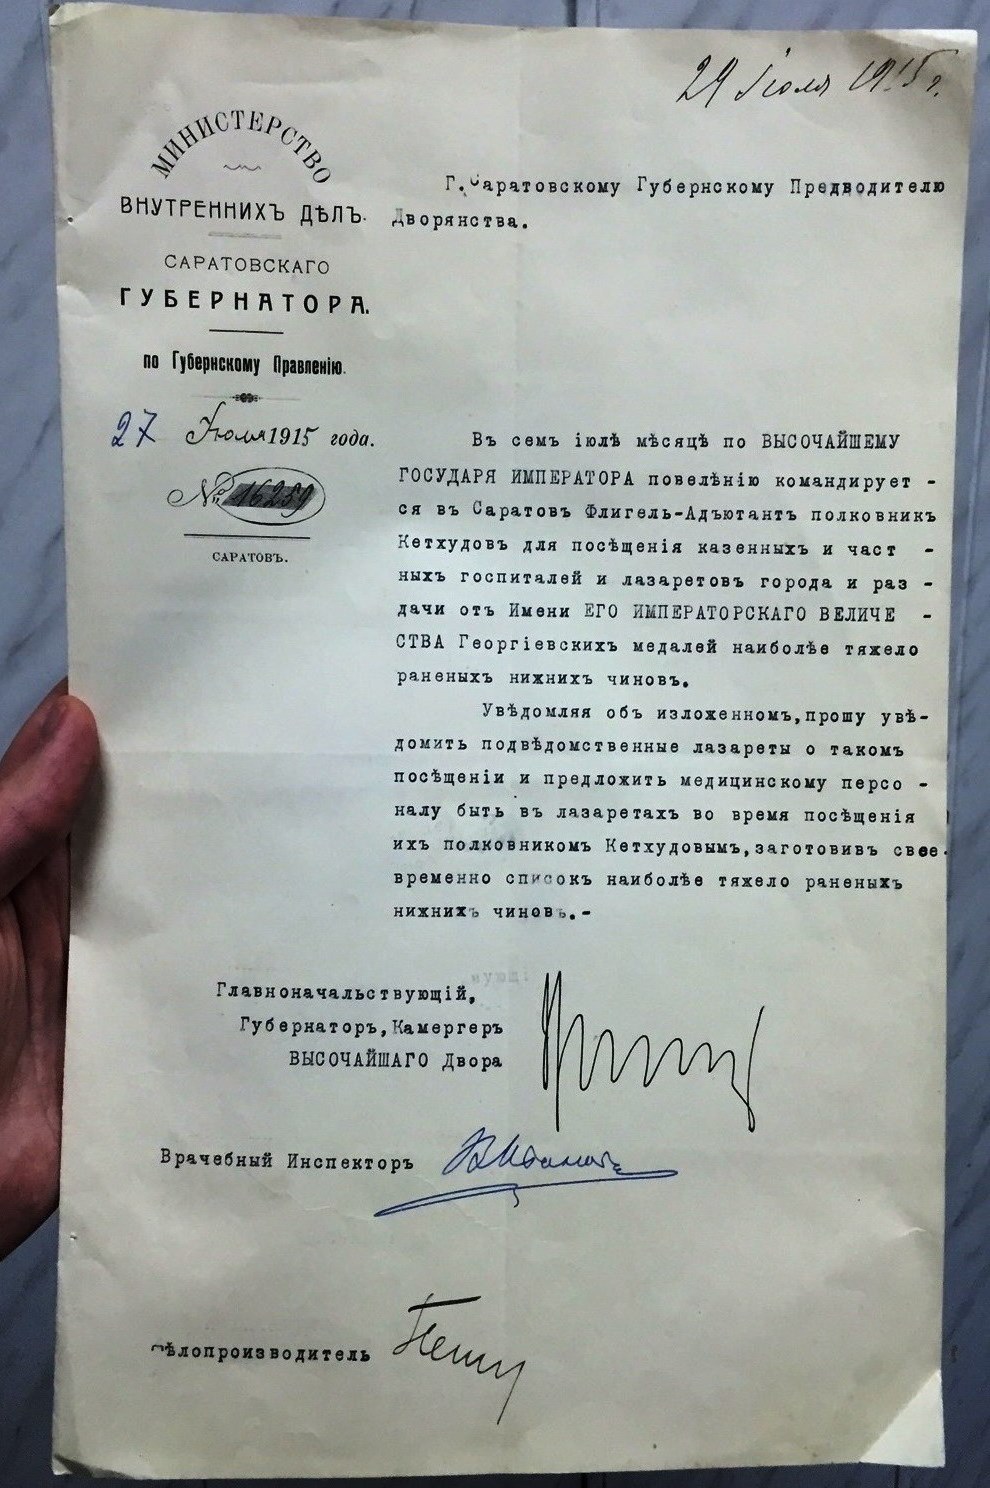 29 Іюля 1915 г.
МИНИСТЕРСТВО
ВНУТРЕННИХЪ ДѢЛЪ.
САРАТОВСКАГО
ГУБЕРНАТОРА.
по Губернскому Правленію.
27 Іюля 1915 года.
№ 16259
САРАТОВЪ.
Г. Саратовскому Губернскому Предводителю
Дворянства.
Въ семъ іюлѣ мѣсяцѣ по ВЫСОЧАЙШЕМУ
ГОСУДАРЯ ИМПЕРАТОРА повелѣнію командирует -
ся въ Саратовъ Флигель-Адъютантъ полковникъ
Кетхудовъ для посѣщенія казенныхъ и част -
ныхъ госпиталей и лазаретовъ города и раз -
дачи отъ Имени ЕГО ИМПЕРАТОРСКАГО ВЕЛИЧЕ -
СТВА Георгіевскихъ медалей наиболѣе тяжело
раненыхъ нижнихъ чиновъ.
Увѣдомляя объ изложенномъ, прошу увѣ-
домить подвѣдомственные лазареты о такомъ
посѣщеніи и предложить медицинскому персо -
налу быть въ лазаретахъ во время посѣщенія
ихъ полковникомъ Кетхудовымъ, заготовивъ свое-
временно списокъ наиболѣе тяжело раненыхъ
нижнихъ чиновъ.-
Главноначальствующій,
Губернаторъ, Камергеръ
ВЫСОЧАЙШАГО Двора
Врачебный Инспекторъ
Дѣлопроизводитель